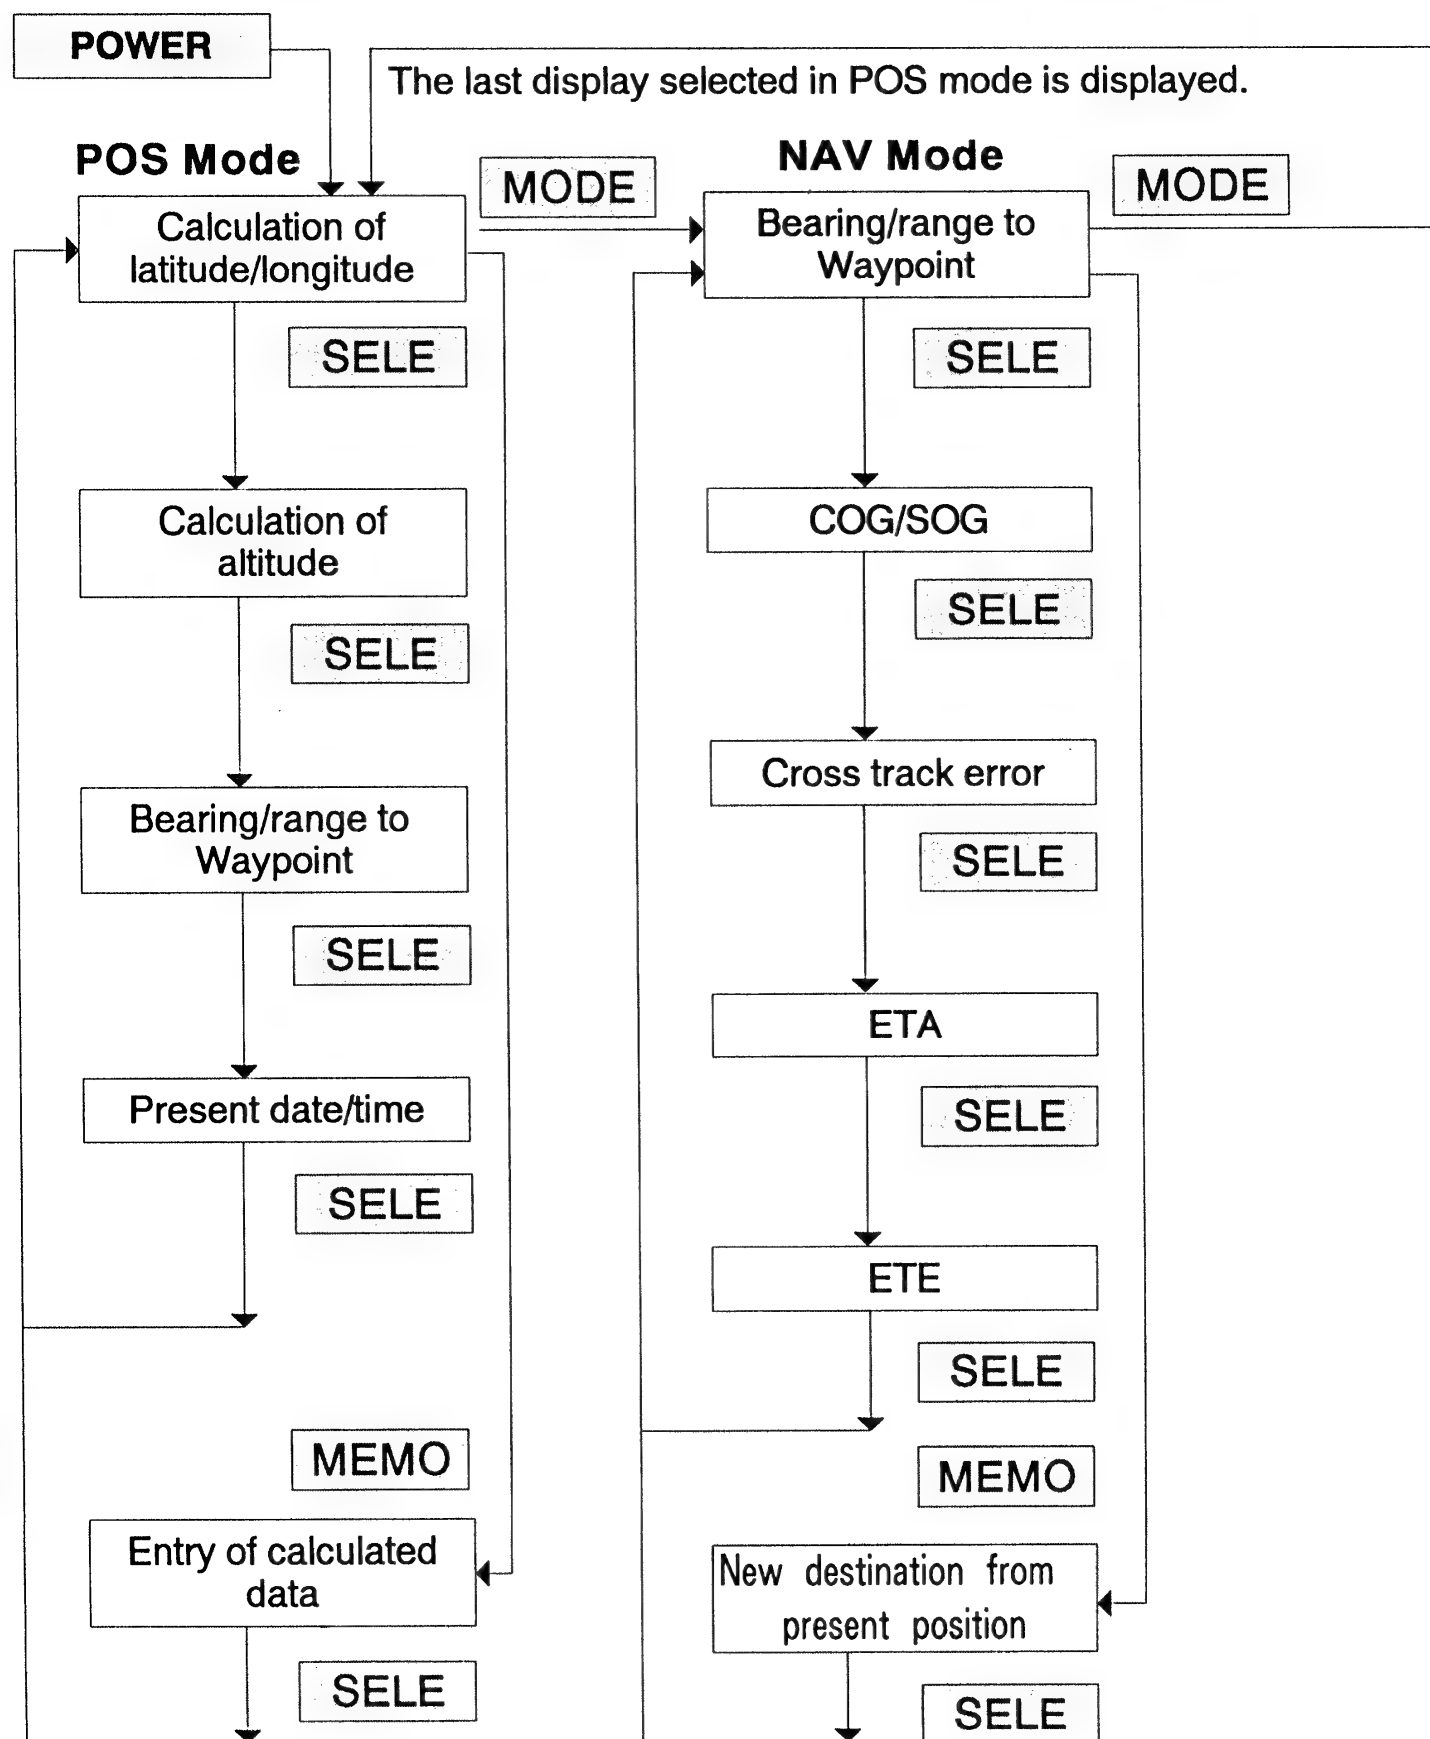 POWER
The last display selected in POS mode is displayed.
POS Mode
MODE
NAV Mode
MODE
Calculation of
latitude/longitude
Bearing/range to
Waypoint
SELE
SELE
Calculation of
altitude
COG/SOG
SELE
SELE
Cross track error
Bearing/range to
Waypoint
SELE
SELE
ETA
Present date/time
SELE
SELE
ETE
SELE
MEMO
MEMO
Entry of calculated
data
New destination from
present position
SELE
SELE